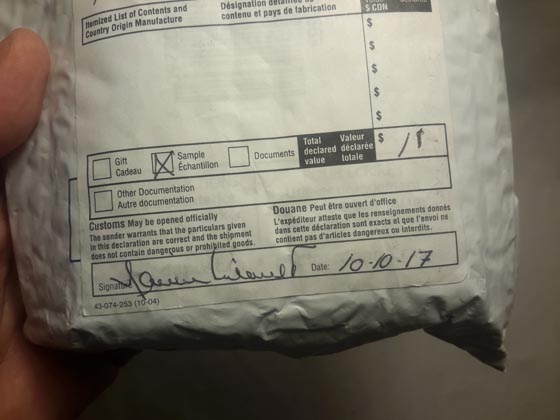 Itemized List of Contents and
Country Origin Manufacture
Désignation détaillée du
contenu et pays de fabrication
$ CDN
$
$
$
$
$
Gift
Cadeau
Sample
Échantillon
Documents
Total
declared
value
Valeur
déclarée
totale
$
Other Documentation
Autre documentation
Customs May be opened officially
The sender warrants that the particulars given
in this declaration are correct and the shipment
does not contain dangerous or prohibited goods.
Douane Peut être ouvert d'office
L'expéditeur atteste que les renseignements donnés
dans cette déclaration sont exacts et que l'envoi ne
contient pas d'articles dangereux ou interdits.
Signature
Date: 10-10-17
43-074-253 (10-04)